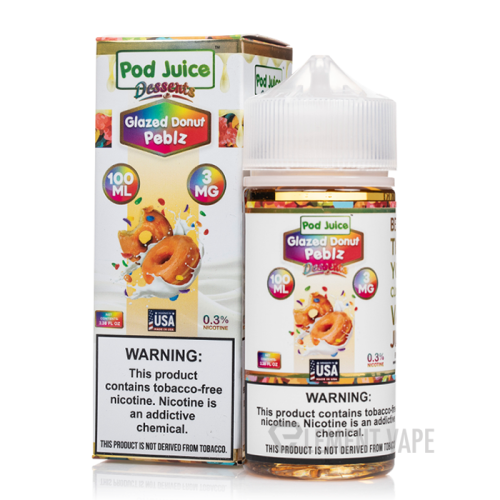 Pod Juice
Desserts
Glazed Donut
Peblz
100
ML
3
MG
USA
0.3%
NICOTINE
WARNING:
This product
contains tobacco-free
nicotine. Nicotine is
an addictive
chemical.
THIS PRODUCT IS NOT DERIVED FROM TOBACCO.
Pod Juice
Glazed Donut
Peblz
Desserts
100
ML
3
MG
USA
0.3%
NICOTINE
WARNING:
This product
contains tobacco-free
nicotine. Nicotine is
an addictive
chemical.
THIS PRODUCT IS NOT DERIVED FROM TOBACCO.
ELEMENT VAPE